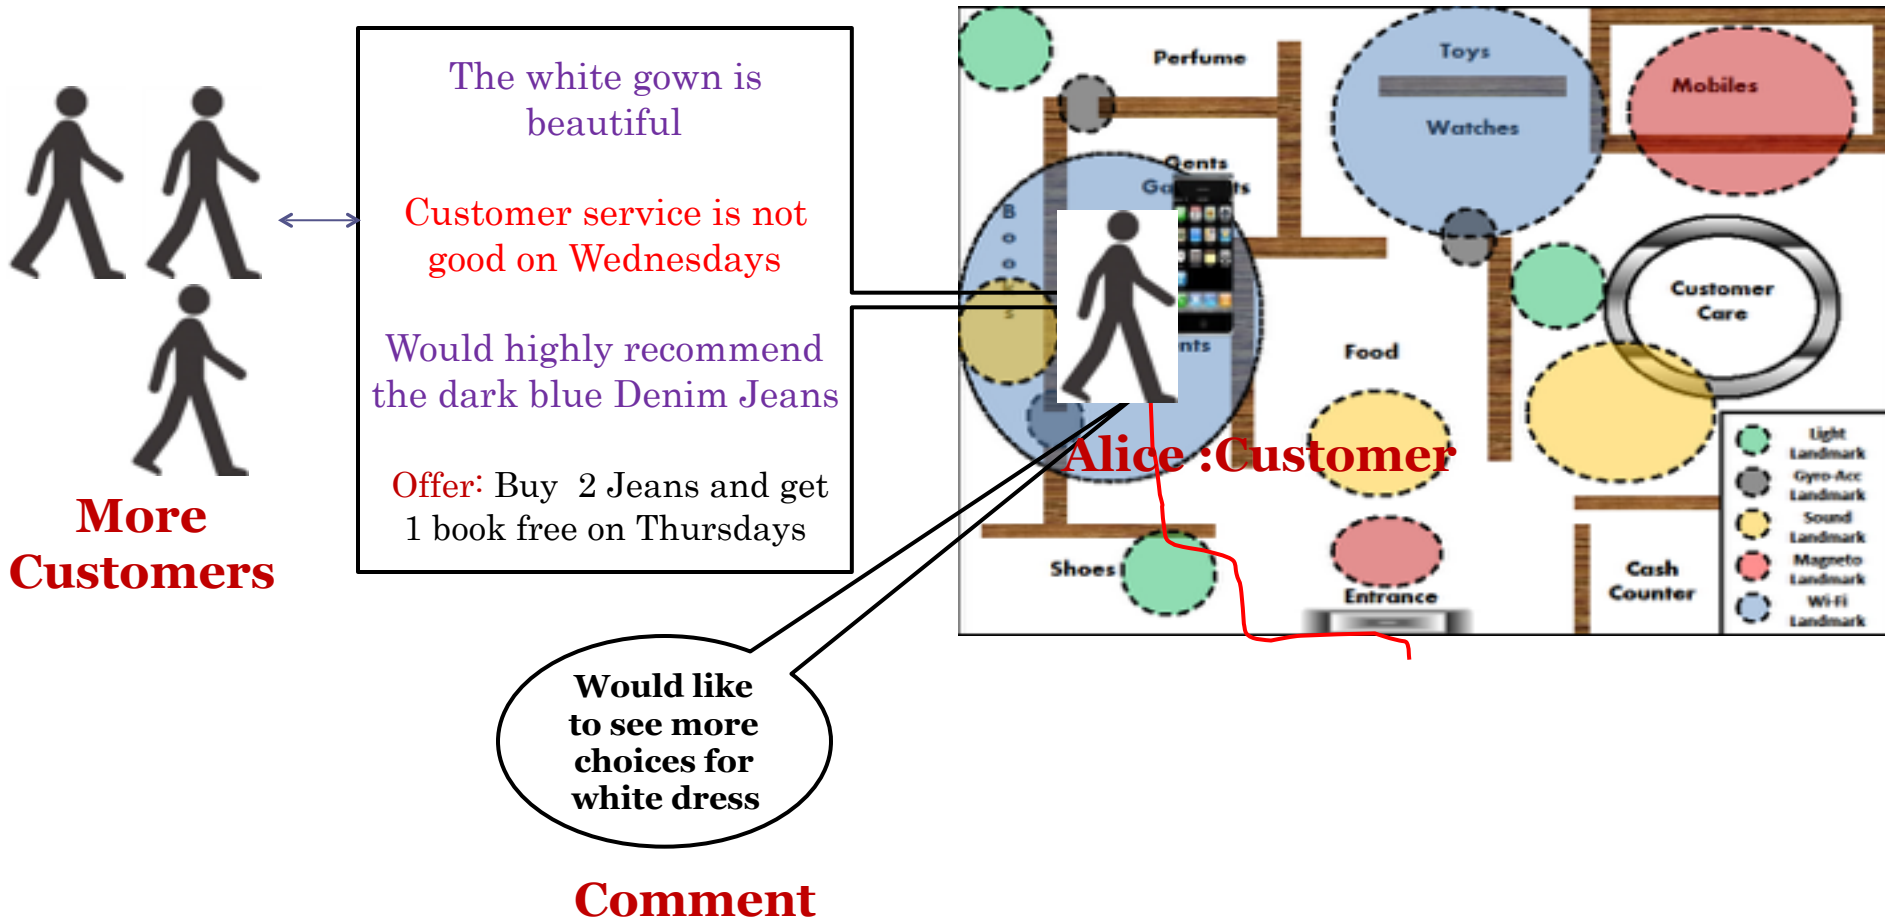 The white gown is
beautiful
Customer service is not
good on Wednesdays
Would highly recommend
the dark blue Denim Jeans
Offer: Buy 2 Jeans and get
1 book free on Thursdays
More
Customers
Would like
to see more
choices for
white dress
Comment
Perfume
Toys
Watches
Mobiles
Gents
Customer
Care
Food
Alice :Customer
Shoes
Entrance
Cash
Counter
Light
Landmark
Gyro-Acc
Landmark
Sound
Landmark
Magneto
Landmark
Wi-Fi
Landmark